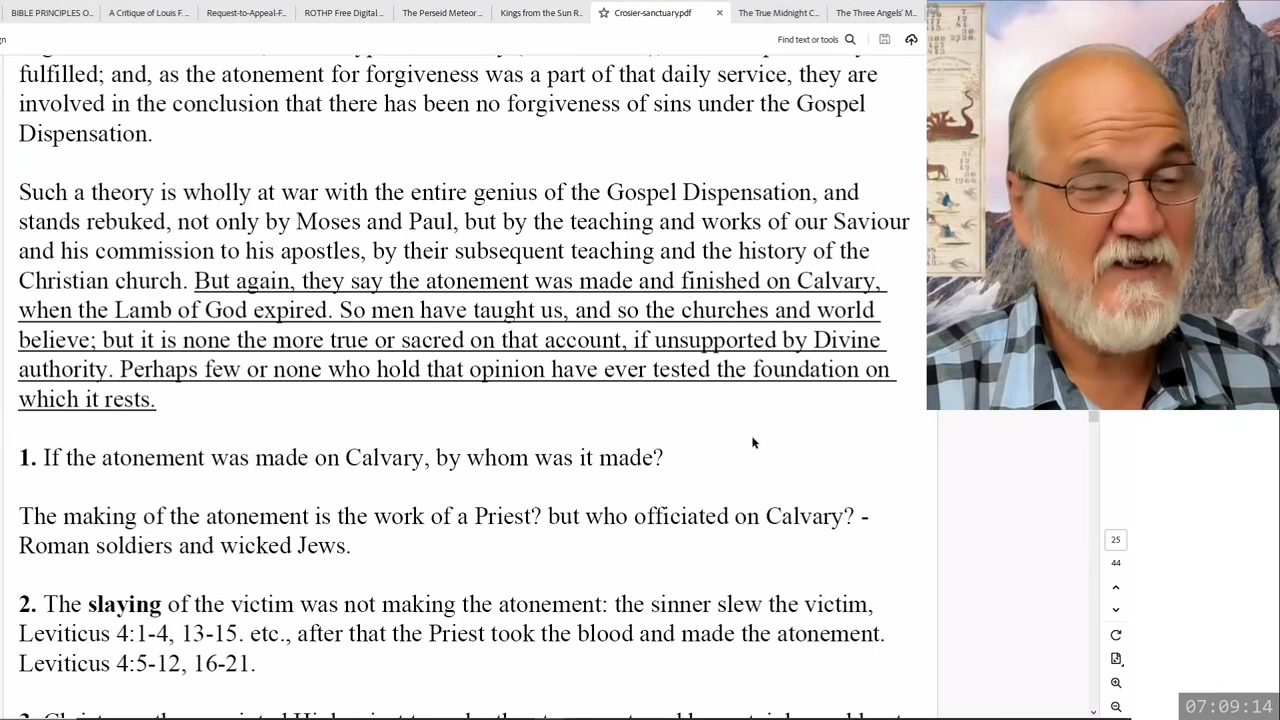 BIBLE PRINCIPLES O...
A Critique of Louis F. ..
Request-to-Appeal-F...
ROTHP Free Digital ..
The Perseid Meteor ..
Kings from the Sun R..
Crosier-sanctuary.pdf
The True Midnight C...
The Three Angels' M...
Find text or tools
fulfilled; and, as the atonement for forgiveness was a part of that daily service, they are
involved in the conclusion that there has been no forgiveness of sins under the Gospel
Dispensation.
Such a theory is wholly at war with the entire genius of the Gospel Dispensation, and
stands rebuked, not only by Moses and Paul, but by the teaching and works of our Saviour
and his commission to his apostles, by their subsequent teaching and the history of the
Christian church. But again, they say the atonement was made and finished on Calvary,
when the Lamb of God expired. So men have taught us, and so the churches and world
believe; but it is none the more true or sacred on that account, if unsupported by Divine
authority. Perhaps few or none who hold that opinion have ever tested the foundation on
which it rests.
1. If the atonement was made on Calvary, by whom was it made?
The making of the atonement is the work of a Priest? but who officiated on Calvary? -
Roman soldiers and wicked Jews.
2. The slaying of the victim was not making the atonement: the sinner slew the victim,
Leviticus 4:1-4, 13-15. etc., after that the Priest took the blood and made the atonement.
Leviticus 4:5-12, 16-21.
25
44
07:09:14